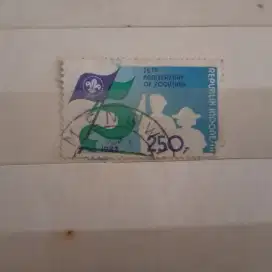 75TH
ANNIVERSARY
OF SCOUTING
REPUBLIK INDONESIA
1982
250,-